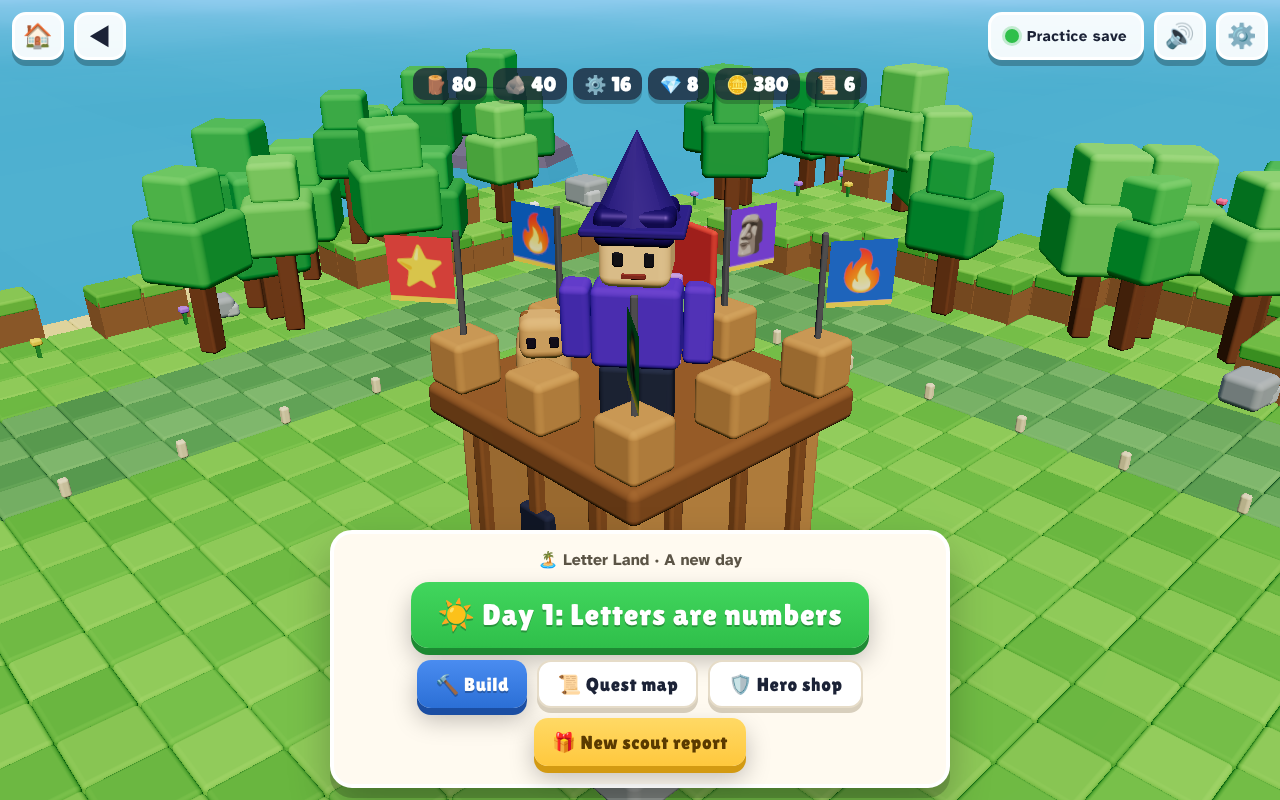 Practice save
80 40 16 8 380 6
Letter Land · A new day
Day 1: Letters are numbers
Build Quest map Hero shop
New scout report